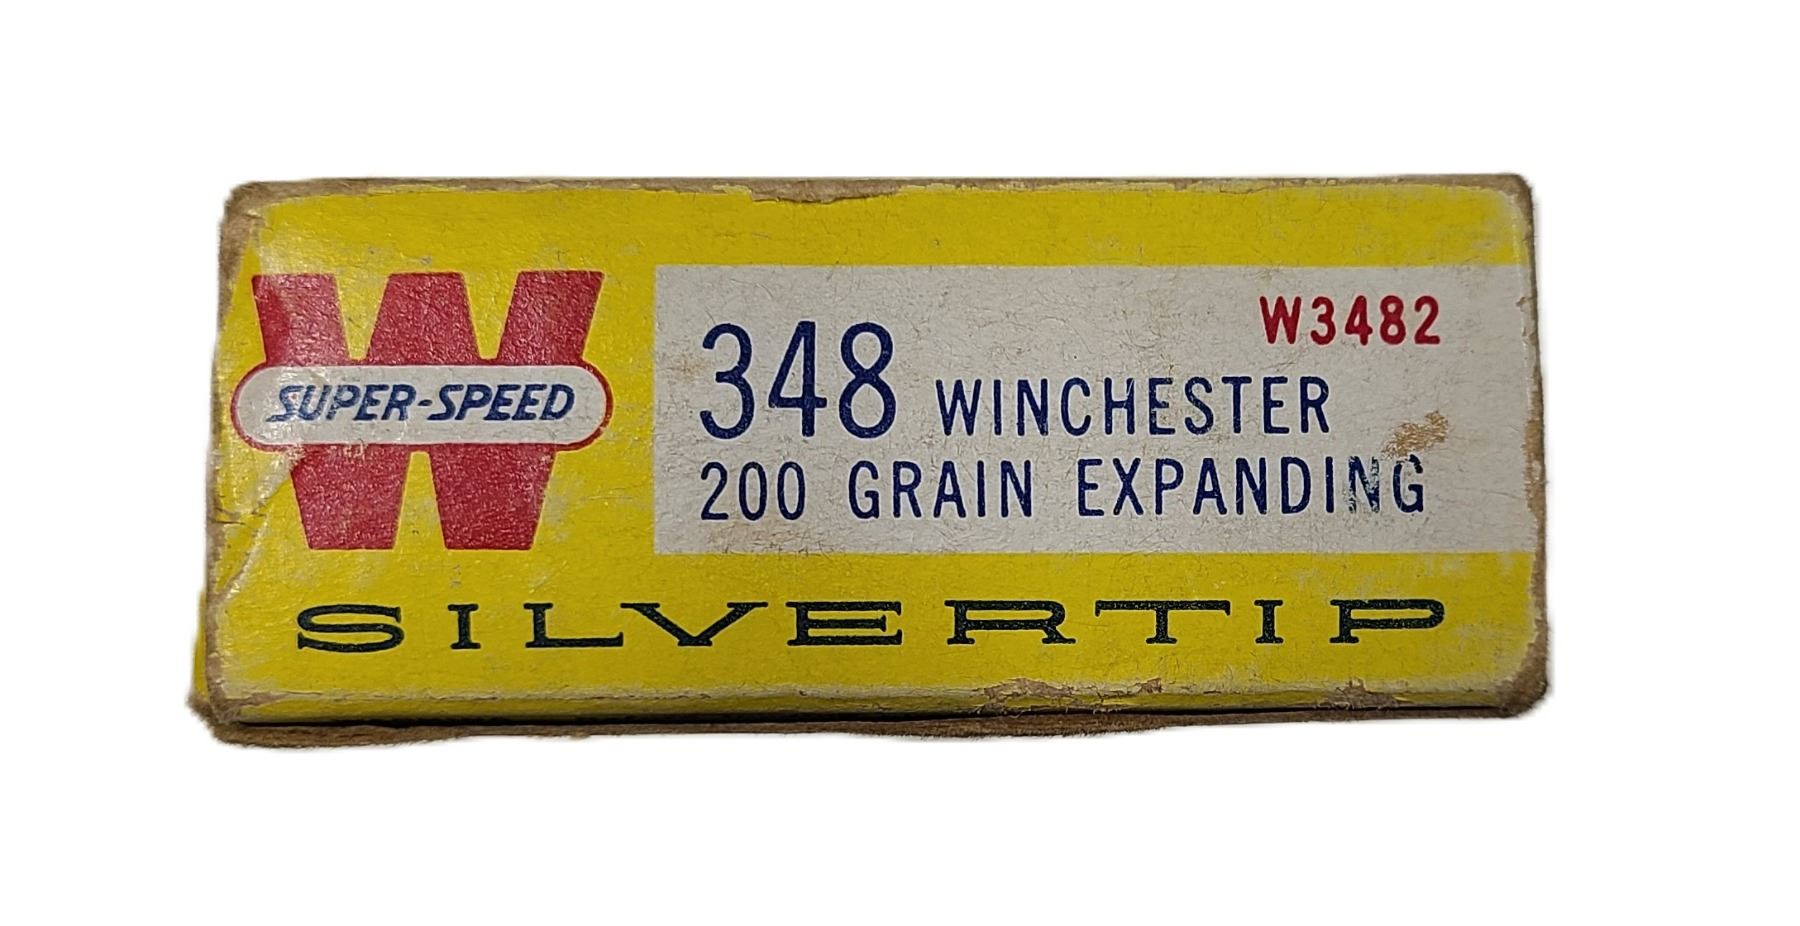 W
SUPER-SPEED
W3482
348 WINCHESTER
200 GRAIN EXPANDING
SILVERTIP